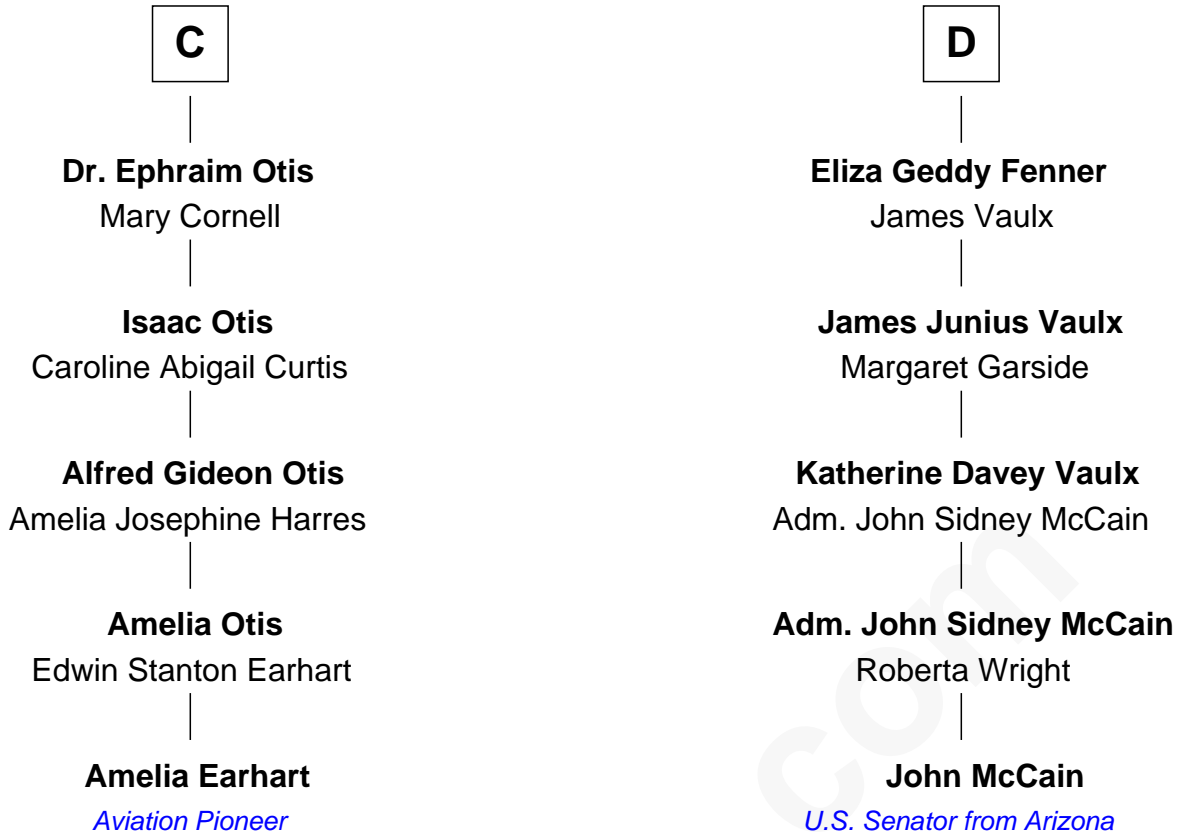 C
Dr. Ephraim Otis
Mary Cornell
Isaac Otis
Caroline Abigail Curtis
Alfred Gideon Otis
Amelia Josephine Harres
Amelia Otis
Edwin Stanton Earhart
Amelia Earhart
Aviation Pioneer
D
Eliza Geddy Fenner
James Vaulx
James Junius Vaulx
Margaret Garside
Katherine Davey Vaulx
Adm. John Sidney McCain
Adm. John Sidney McCain
Roberta Wright
John McCain
U.S. Senator from Arizona
com